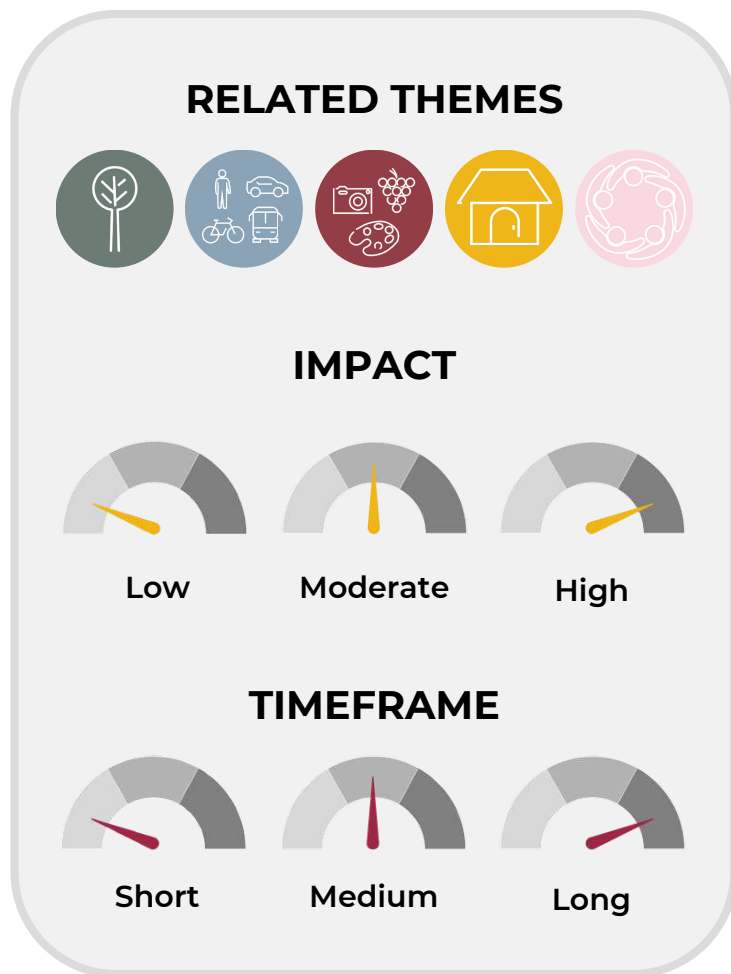 RELATED THEMES
IMPACT
Low Moderate High
TIMEFRAME
Short Medium Long